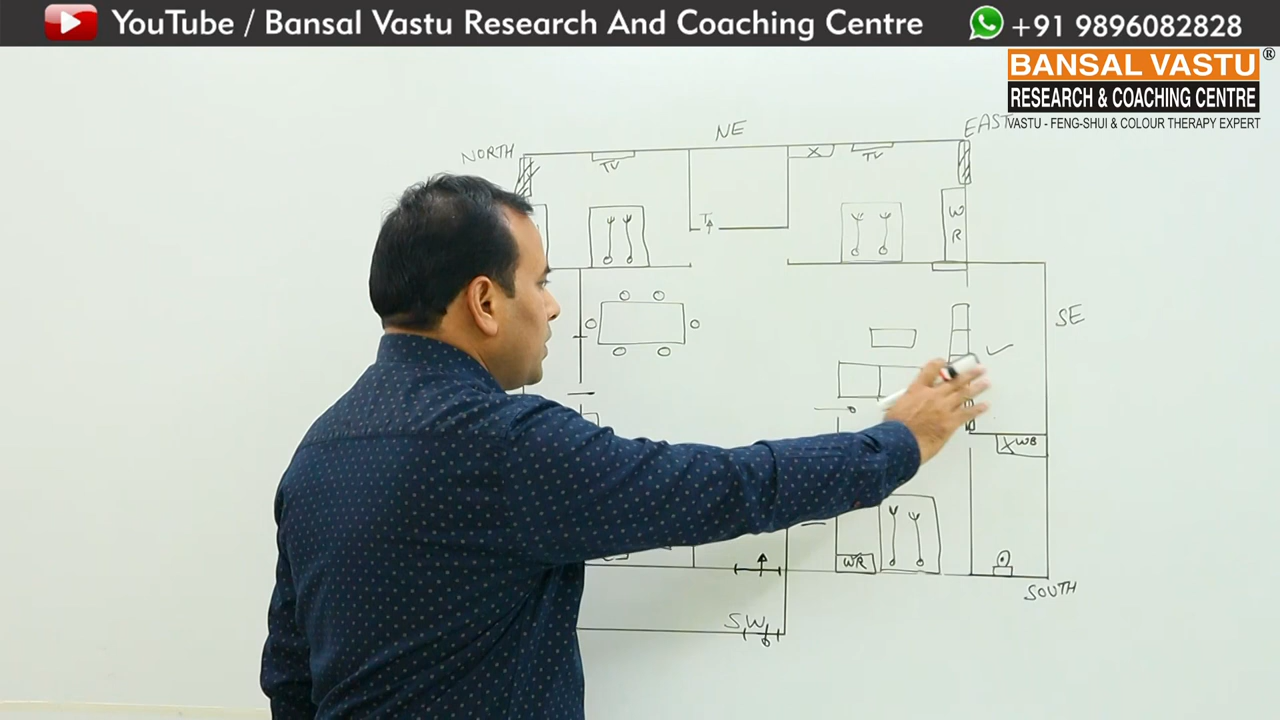 YouTube / Bansal Vastu Research And Coaching Centre
+91 9896082828
BANSAL VASTU®
RESEARCH & COACHING CENTRE
VASTU - FENG-SHUI & COLOUR THERAPY EXPERT
NE
EAST
NORTH
TV
X
TV
T
W
R
SE
X WB
WR
SW
SOUTH